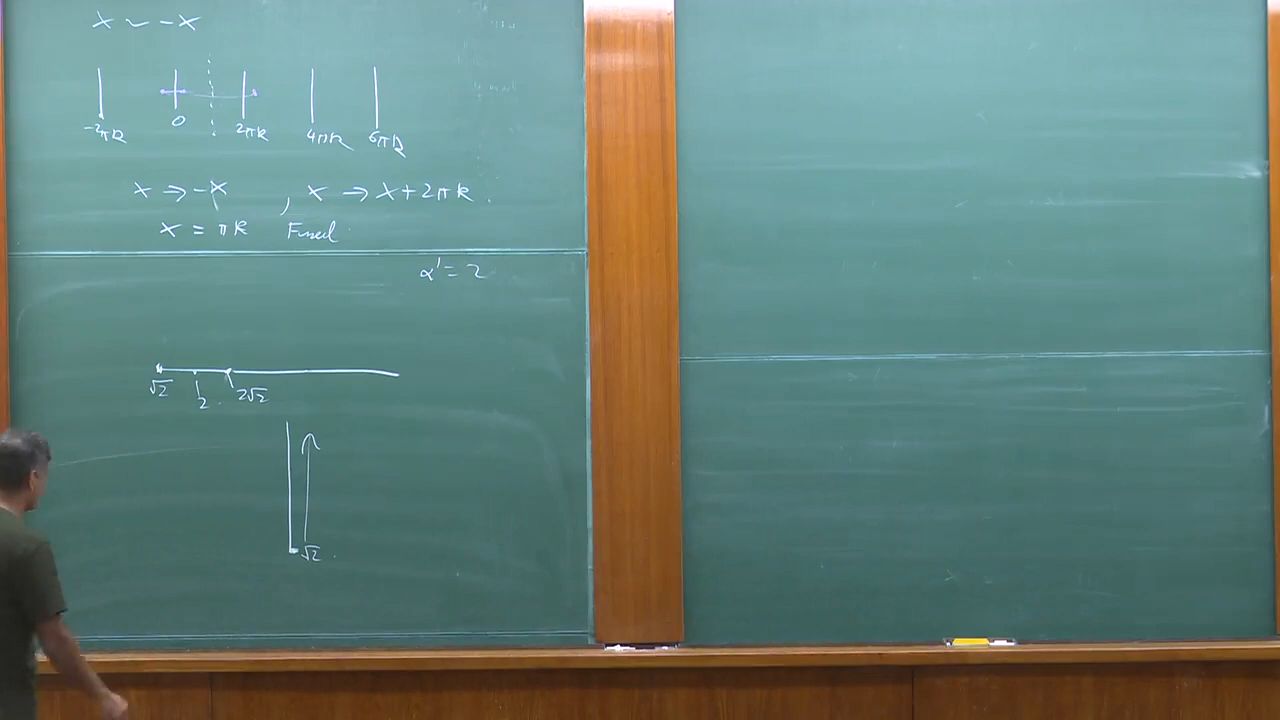 x ~ -x
-2πR 0 2πR 4πR 6πR
x → -x , x → x + 2πR .
x = πR Fixed
α' = 2
√2 2 . 2√2
√2 .